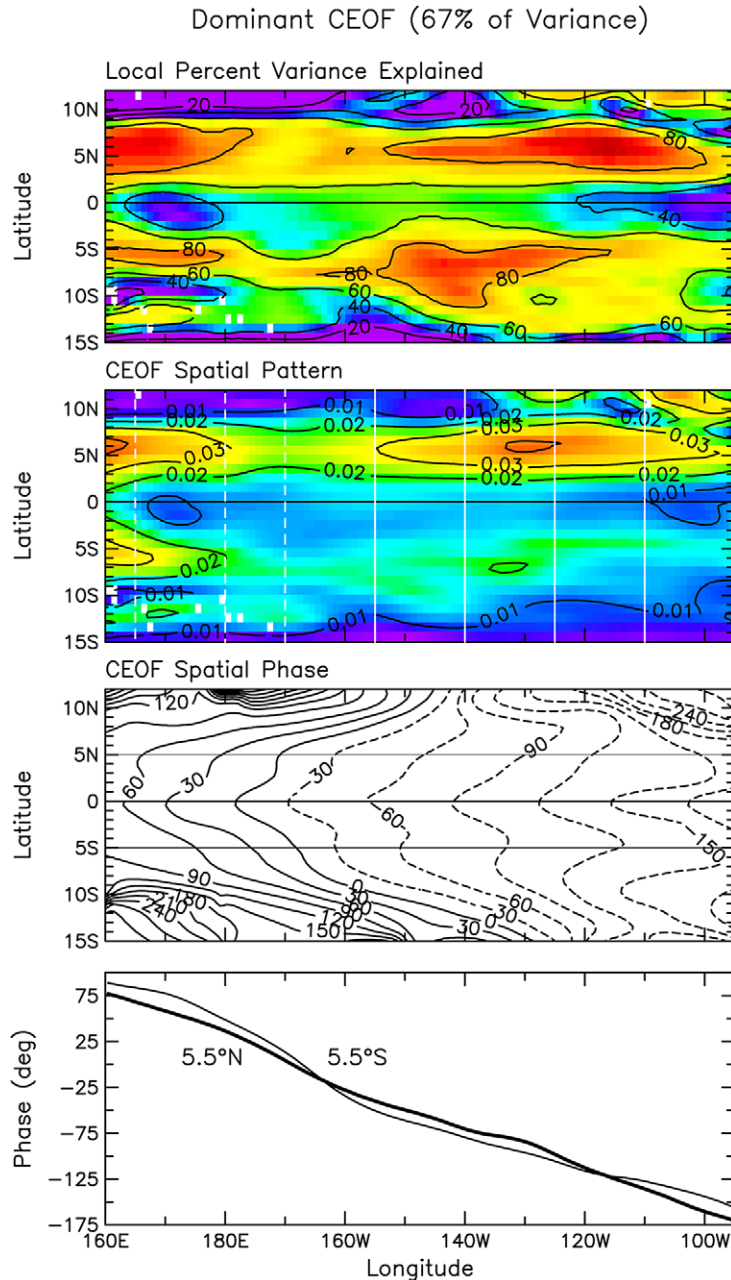 Dominant CEOF (67% of Variance)
Local Percent Variance Explained
10N
5N
0
5S
10S
15S
Latitude
20
20
80
40
80
60
40
80
80
60
40
20
40
60
60
CEOF Spatial Pattern
10N
5N
0
5S
10S
15S
Latitude
0.01
0.02
0.01
0.02
0.03
0.02
0.03
0.03
0.03
0.02
0.02
0.02
0.01
0.02
0.01
0.01
0.01
0.01
CEOF Spatial Phase
10N
5N
0
5S
10S
15S
Latitude
120
60
30
30
60
90
180
240
150
90
0
30
60
180
240
150
0
30
60
Phase (deg)
75
25
-25
-75
-125
-175
5.5°N
5.5°S
160E
180E
160W
140W
120W
100W
Longitude